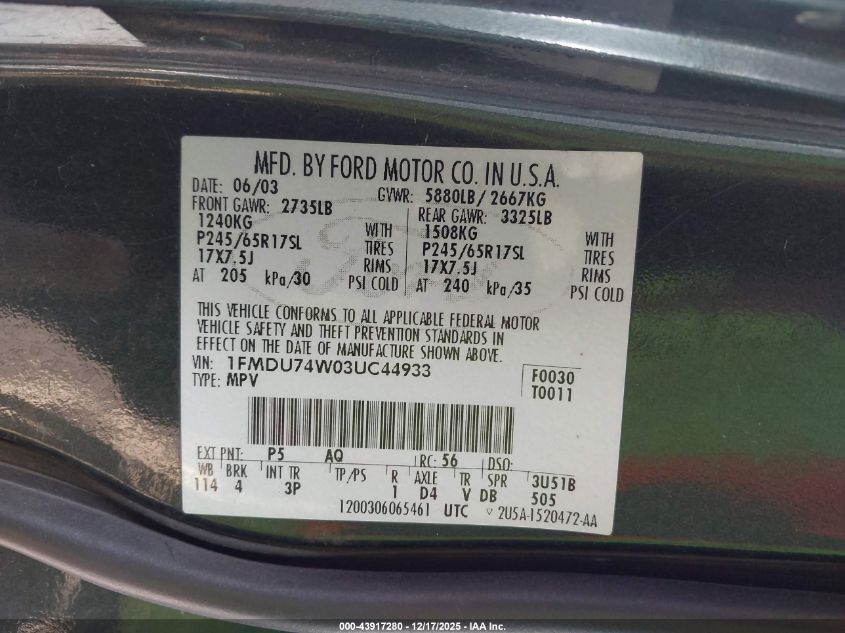 MFD. BY FORD MOTOR CO. IN U.S.A.
DATE: 06/03 GVWR: 5880LB/ 2667KG
FRONT GAWR: 2735LB REAR GAWR: 3325LB
1240KG WITH 1508KG WITH
P245/65R17SL TIRES P245/65R17SL TIRES
17X7.5J RIMS 17X7.5J RIMS
AT 205 kPa/30 PSI COLD AT 240 kPa/35 PSI COLD
THIS VEHICLE CONFORMS TO ALL APPLICABLE FEDERAL MOTOR
VEHICLE SAFETY AND THEFT PREVENTION STANDARDS IN
EFFECT ON THE DATE OF MANUFACTURE SHOWN ABOVE.
VIN: 1FMDU74W03UC44933
TYPE: MPV
F0030
T0011
EXT PNT: P5 AQ RC: 56 DSO:
WB BRK INT TR TP/PS R AXLE TR SPR 3U51B
114 4 3P 1 D4 V DB 505
1200306065461 UTC 2U5A-1520472-AA
Ford
000-43917280 - 12/17/2025 - IAA Inc.